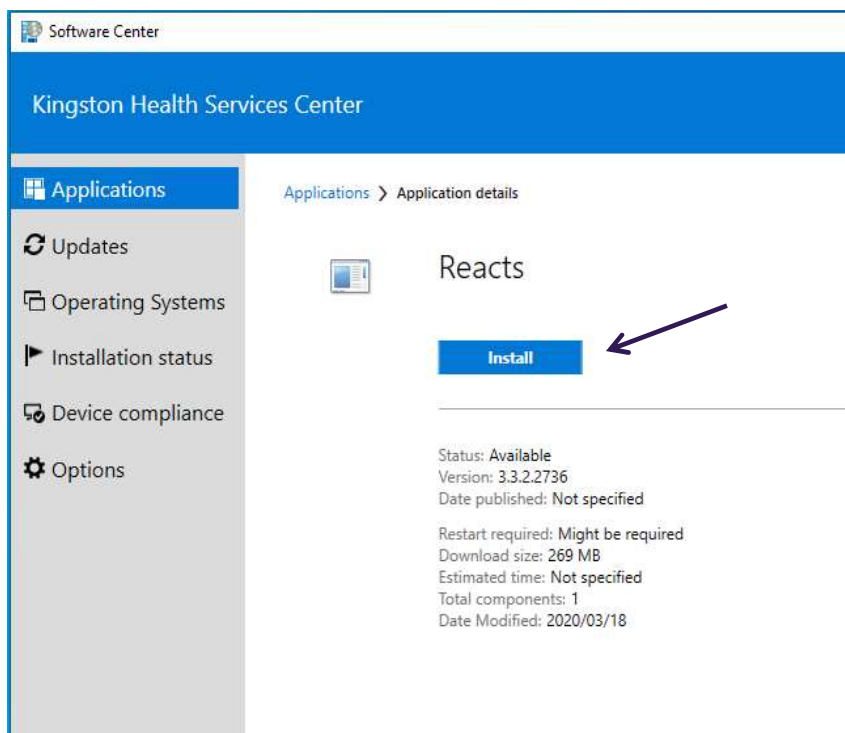 Software Center
Kingston Health Services Center
Applications
Updates
Operating Systems
Installation status
Device compliance
Options
Applications ❯ Application details
Reacts
Install
Status: Available
Version: 3.3.2.2736
Date published: Not specified
Restart required: Might be required
Download size: 269 MB
Estimated time: Not specified
Total components: 1
Date Modified: 2020/03/18